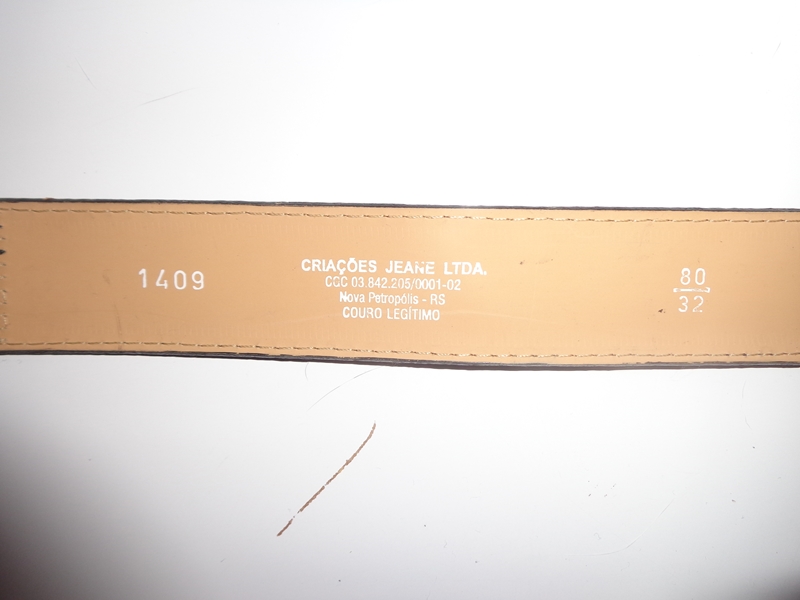 1409
CRIAÇÕES JEANE LTDA.
CGC 03.842.205/0001-02
Nova Petropólis - RS
COURO LEGÍTIMO
80
32